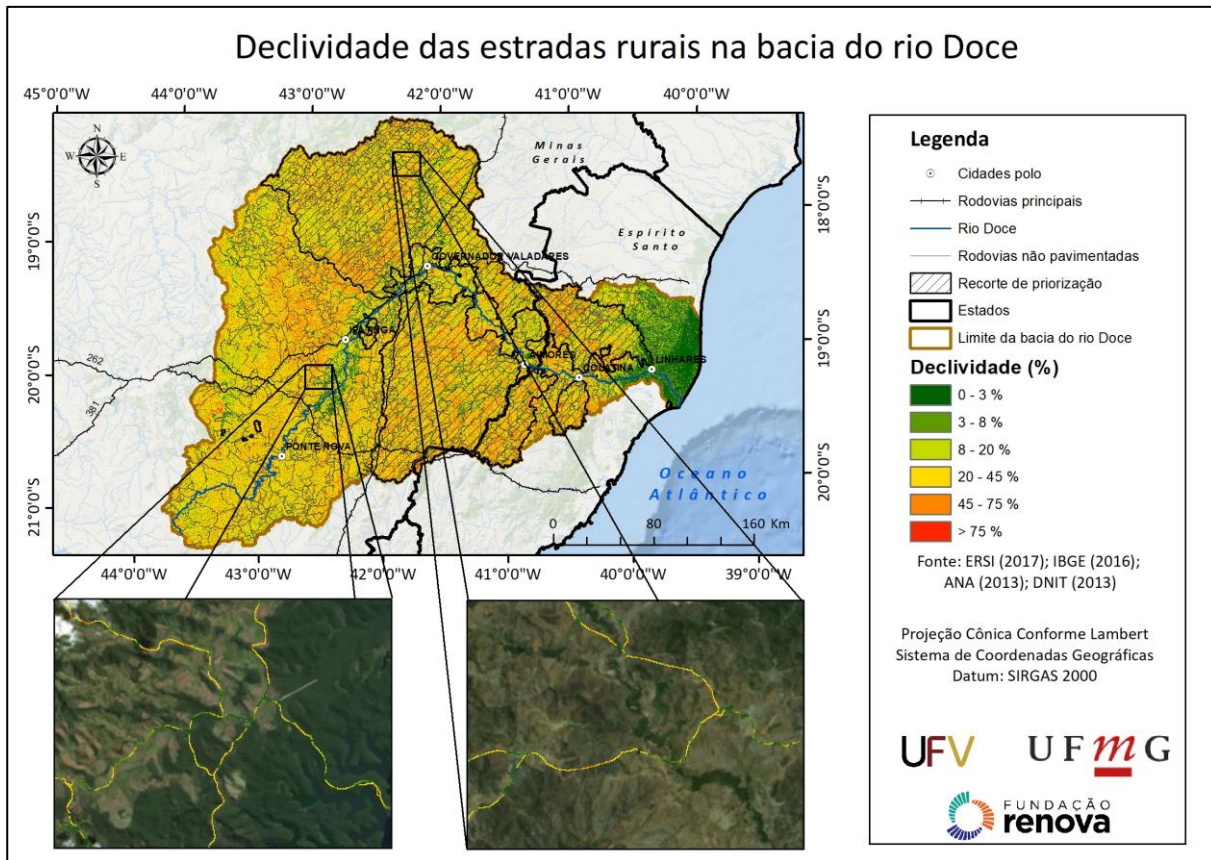 Declividade das estradas rurais na bacia do rio Doce
45°0'0"W 44°0'0"W 43°0'0"W 42°0'0"W 41°0'0"W 40°0'0"W
N
W E
S
Minas
Gerais
Espírito
Santo
18°0'0"S
19°0'0"S
20°0'0"S
19°0'0"S
20°0'0"S
21°0'0"S
GOVERNADOR VALADARES
IPATINGA
AIMORÉS
COLATINA
LINHARES
PONTE NOVA
262
381
Oceano
Atlântico
0 80 160 Km
44°0'0"W 43°0'0"W 42°0'0"W 41°0'0"W 40°0'0"W 39°0'0"W
Legenda
Cidades polo
Rodovias principais
Rio Doce
Rodovias não pavimentadas
Recorte de priorização
Estados
Limite da bacia do rio Doce
Declividade (%)
0 - 3 %
3 - 8 %
8 - 20 %
20 - 45 %
45 - 75 %
> 75 %
Fonte: ERSI (2017); IBGE (2016);
ANA (2013); DNIT (2013)
Projeção Cônica Conforme Lambert
Sistema de Coordenadas Geográficas
Datum: SIRGAS 2000
UFV
UFmG
FUNDAÇÃO
renova